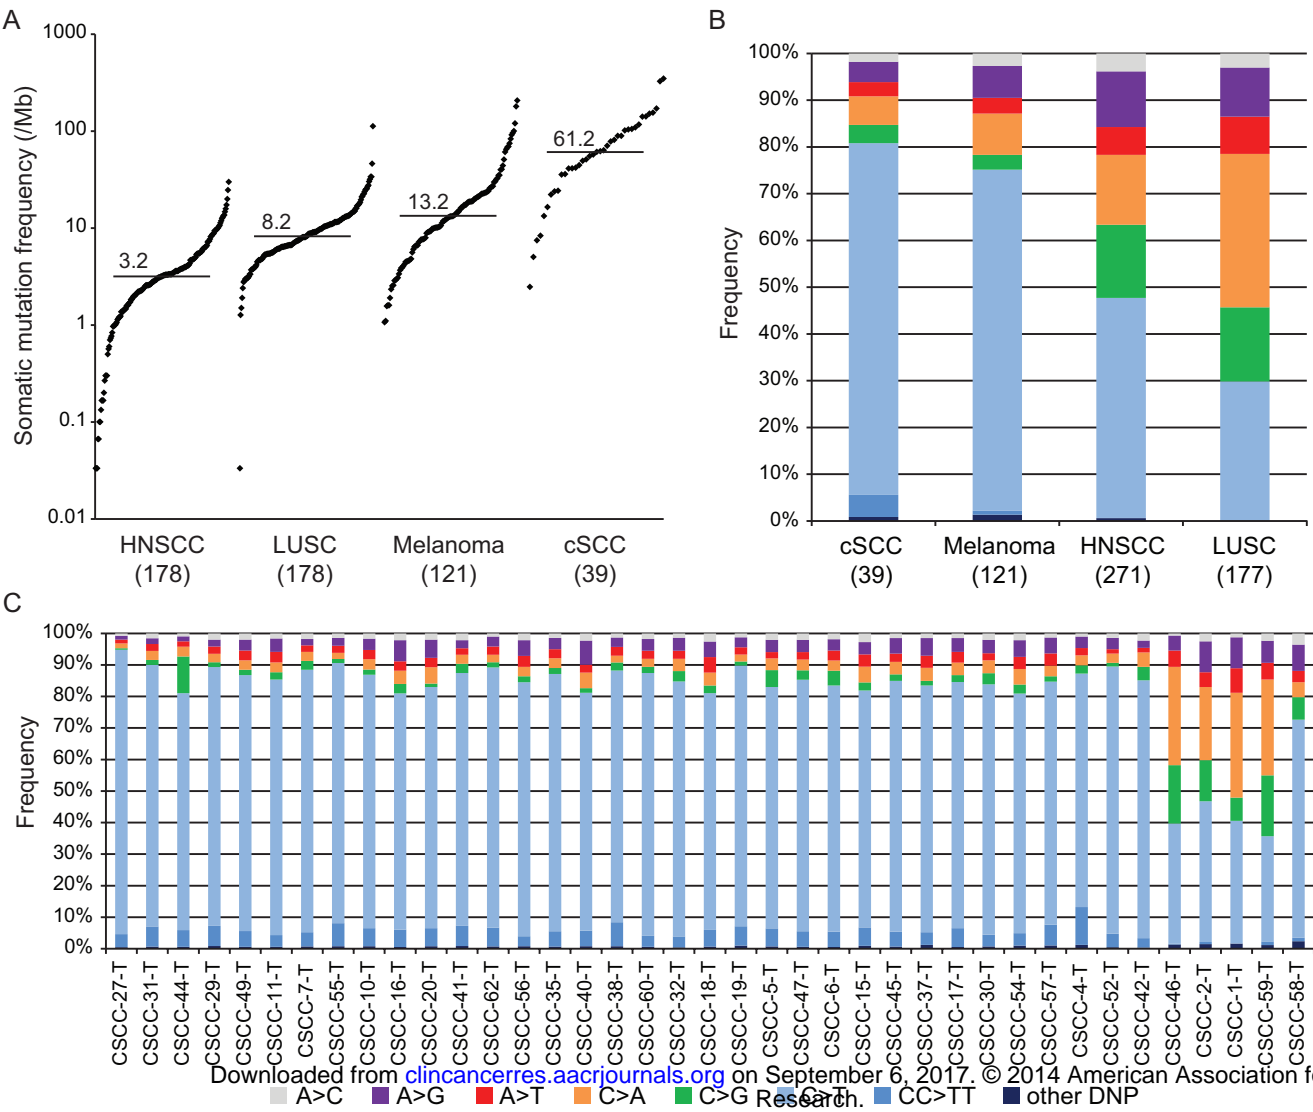 A
Somatic mutation frequency (/Mb)
1000
100
10
1
0.1
0.01
3.2
8.2
13.2
61.2
HNSCC
(178)
LUSC
(178)
Melanoma
(121)
cSCC
(39)
B
Frequency
100%
90%
80%
70%
60%
50%
40%
30%
20%
10%
0%
cSCC
(39)
Melanoma
(121)
HNSCC
(271)
LUSC
(177)
C
Frequency
100%
90%
80%
70%
60%
50%
40%
30%
20%
10%
0%
CSCC-27-T
CSCC-31-T
CSCC-44-T
CSCC-29-T
CSCC-49-T
CSCC-11-T
CSCC-7-T
CSCC-55-T
CSCC-10-T
CSCC-16-T
CSCC-20-T
CSCC-41-T
CSCC-62-T
CSCC-56-T
CSCC-35-T
CSCC-40-T
CSCC-38-T
CSCC-60-T
CSCC-32-T
CSCC-18-T
CSCC-19-T
CSCC-5-T
CSCC-47-T
CSCC-6-T
CSCC-15-T
CSCC-45-T
CSCC-37-T
CSCC-17-T
CSCC-30-T
CSCC-54-T
CSCC-57-T
CSCC-4-T
CSCC-52-T
CSCC-42-T
CSCC-46-T
CSCC-2-T
CSCC-1-T
CSCC-59-T
CSCC-58-T
Downloaded from clincancerres.aacrjournals.org on September 6, 2017. © 2014 American Association fo
Research.
A>C A>G A>T C>A C>G C>T CC>TT other DNP